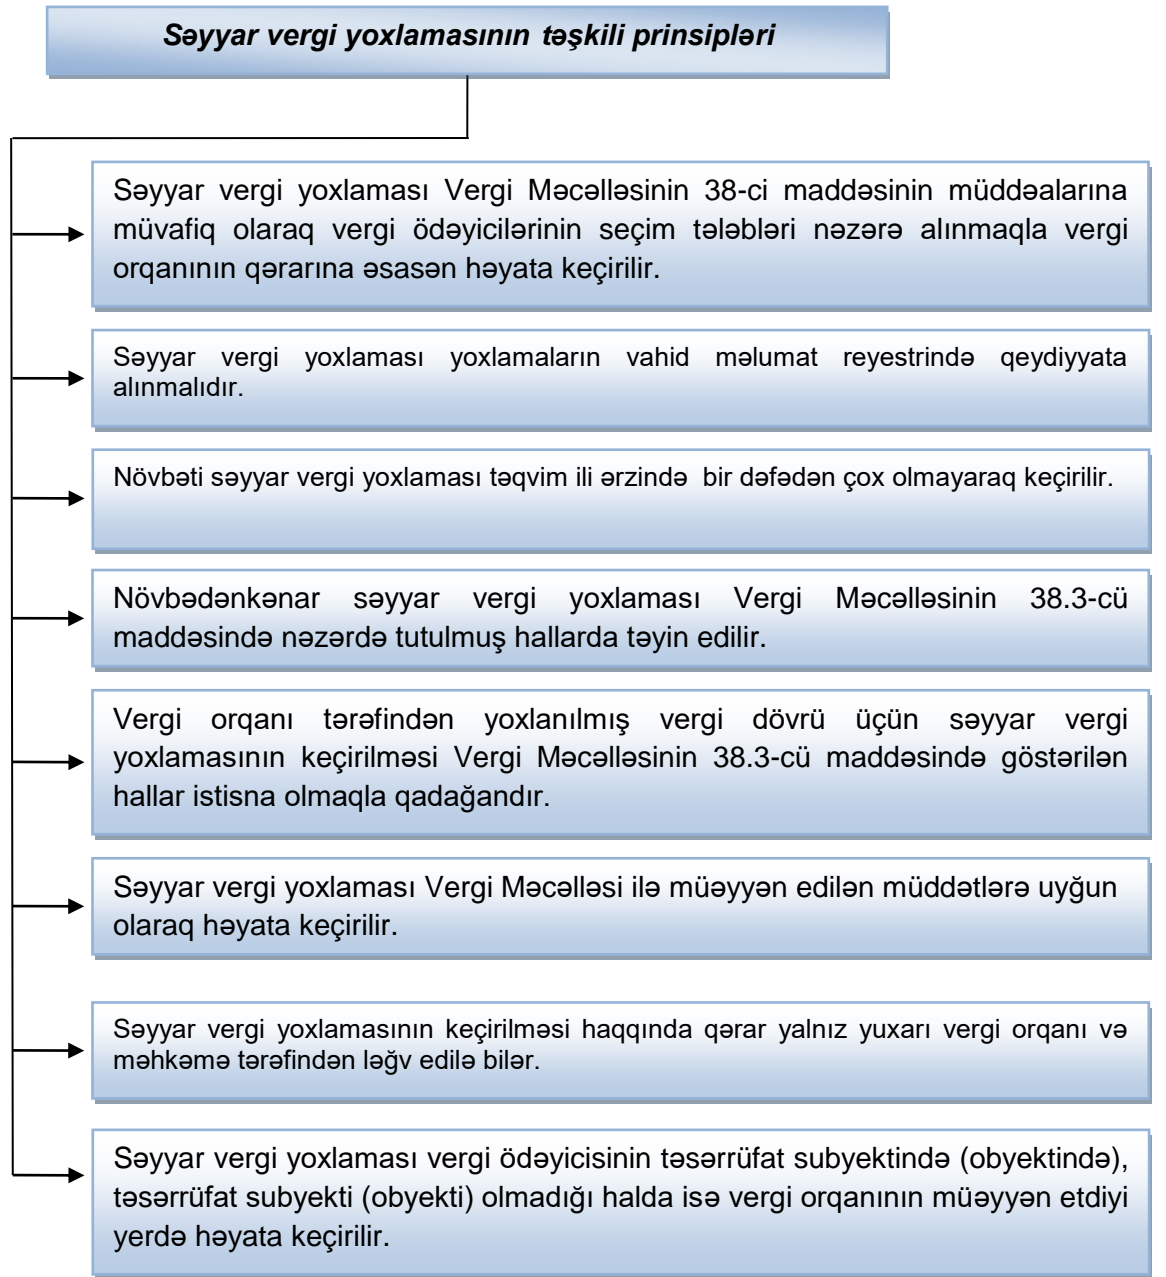 Səyyar vergi yoxlamasının təşkili prinsipləri
Səyyar vergi yoxlaması Vergi Məcəlləsinin 38-ci maddəsinin müddəalarına
müvafiq olaraq vergi ödəyicilərinin seçim tələbləri nəzərə alınmaqla vergi
orqanının qərarına əsasən həyata keçirilir.
Səyyar vergi yoxlaması yoxlamaların vahid məlumat reyestrində qeydiyyata
alınmalıdır.
Növbəti səyyar vergi yoxlaması təqvim ili ərzində bir dəfədən çox olmayaraq keçirilir.
Növbədənkənar səyyar vergi yoxlaması Vergi Məcəlləsinin 38.3-cü
maddəsində nəzərdə tutulmuş hallarda təyin edilir.
Vergi orqanı tərəfindən yoxlanılmış vergi dövrü üçün səyyar vergi
yoxlamasının keçirilməsi Vergi Məcəlləsinin 38.3-cü maddəsində göstərilən
hallar istisna olmaqla qadağandır.
Səyyar vergi yoxlaması Vergi Məcəlləsi ilə müəyyən edilən müddətlərə uyğun
olaraq həyata keçirilir.
Səyyar vergi yoxlamasının keçirilməsi haqqında qərar yalnız yuxarı vergi orqanı və
məhkəmə tərəfindən ləğv edilə bilər.
Səyyar vergi yoxlaması vergi ödəyicisinin təsərrüfat subyektində (obyektində),
təsərrüfat subyekti (obyekti) olmadığı halda isə vergi orqanının müəyyən etdiyi
yerdə həyata keçirilir.